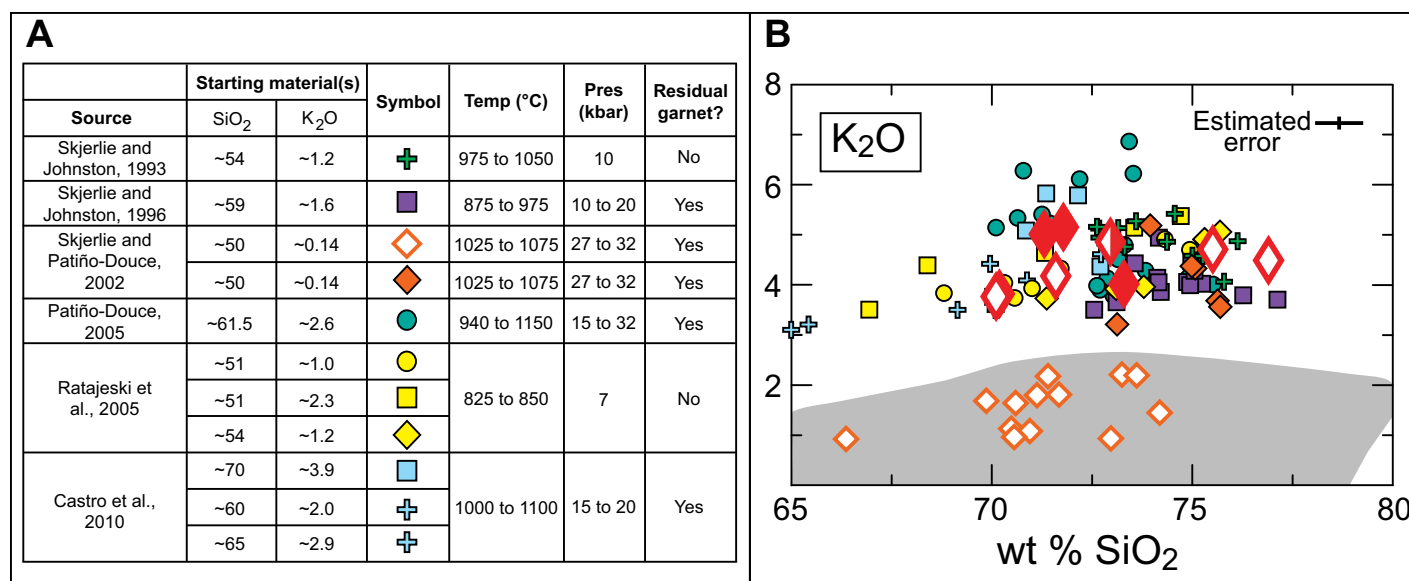 A
Starting material(s)
Symbol
Temp (°C)
Pres
(kbar)
Residual
garnet?
Source
SiO2
K2O
Skjerlie and
Johnston, 1993
~54
~1.2
975 to 1050
10
No
Skjerlie and
Johnston, 1996
~59
~1.6
875 to 975
10 to 20
Yes
Skjerlie and
Patiño-Douce,
2002
~50
~0.14
1025 to 1075
27 to 32
Yes
~50
~0.14
1025 to 1075
27 to 32
Yes
Patiño-Douce,
2005
~61.5
~2.6
940 to 1150
15 to 32
Yes
Ratajeski et
al., 2005
~51
~1.0
~51
~2.3
825 to 850
7
No
~54
~1.2
Castro et al.,
2010
~70
~3.9
~60
~2.0
1000 to 1100
15 to 20
Yes
~65
~2.9
B
8
K2O
Estimated
error
6
4
2
65
70
75
80
wt % SiO2